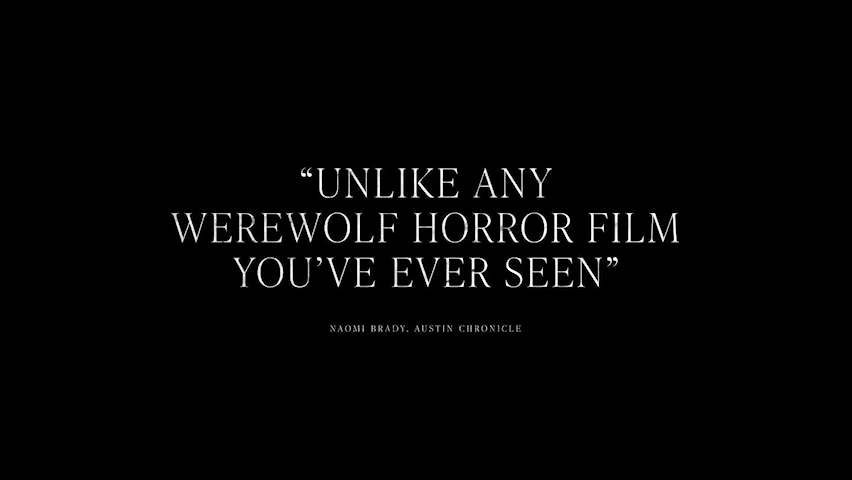 “UNLIKE ANY
WEREWOLF HORROR FILM
YOU’VE EVER SEEN”
NAOMI BRADY, AUSTIN CHRONICLE